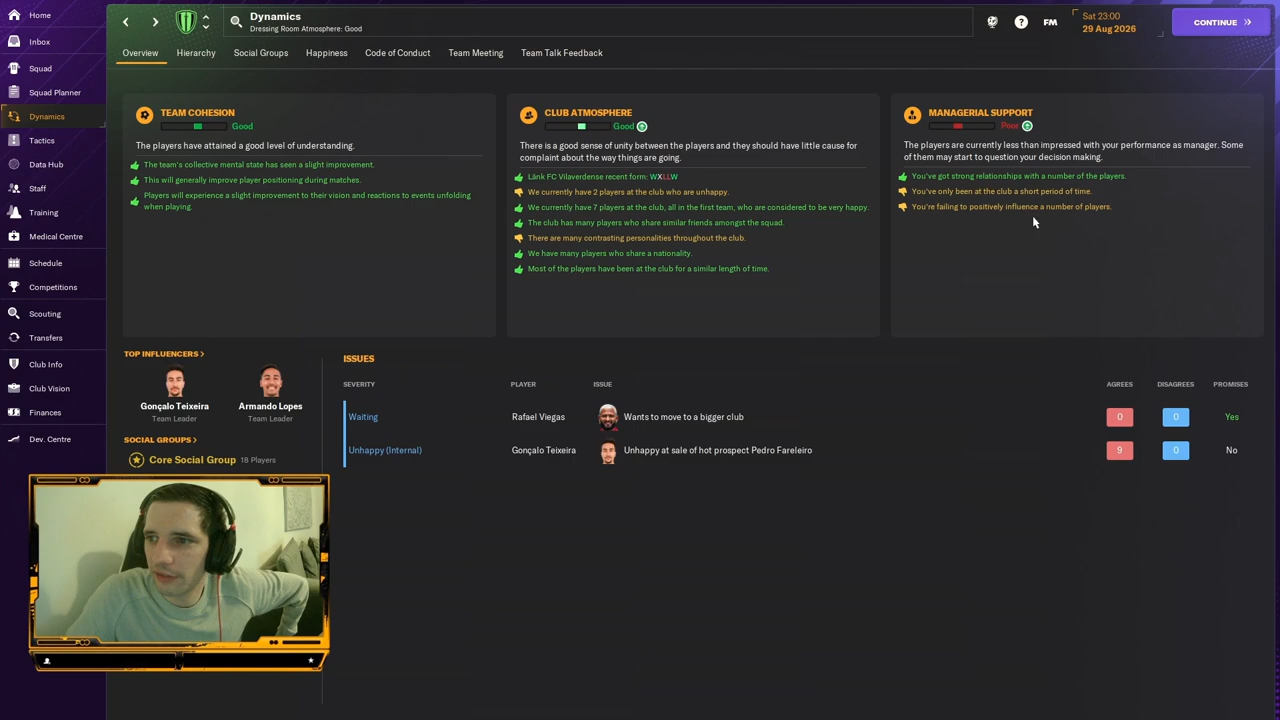 Home
Inbox
Squad
Squad Planner
Dynamics
Tactics
Data Hub
Staff
Training
Medical Centre
Schedule
Competitions
Scouting
Transfers
Club Info
Club Vision
Finances
Dev. Centre
Dynamics
Dressing Room Atmosphere: Good
?
FM
Sat 23:00
29 Aug 2026
CONTINUE
Overview
Hierarchy
Social Groups
Happiness
Code of Conduct
Team Meeting
Team Talk Feedback
TEAM COHESION
Good
The players have attained a good level of understanding.
The team's collective mental state has seen a slight improvement.
This will generally improve player positioning during matches.
Players will experience a slight improvement to their vision and reactions to events unfolding
when playing.
CLUB ATMOSPHERE
Good
There is a good sense of unity between the players and they should have little cause for
complaint about the way things are going.
Länk FC Vilaverdense recent form: WXLLW
We currently have 2 players at the club who are unhappy.
We currently have 7 players at the club, all in the first team, who are considered to be very happy.
The club has many players who share similar friends amongst the squad.
There are many contrasting personalities throughout the club.
We have many players who share a nationality.
Most of the players have been at the club for a similar length of time.
MANAGERIAL SUPPORT
Poor
The players are currently less than impressed with your performance as manager. Some
of them may start to question your decision making.
You've got strong relationships with a number of the players.
You've only been at the club a short period of time.
You're failing to positively influence a number of players.
TOP INFLUENCERS >
Gonçalo Teixeira
Team Leader
Armando Lopes
Team Leader
SOCIAL GROUPS >
Core Social Group 18 Players
ISSUES
SEVERITY PLAYER ISSUE AGREES DISAGREES PROMISES
Waiting Rafael Viegas Wants to move to a bigger club 0 0 Yes
Unhappy (Internal) Gonçalo Teixeira Unhappy at sale of hot prospect Pedro Fareleiro 9 0 No